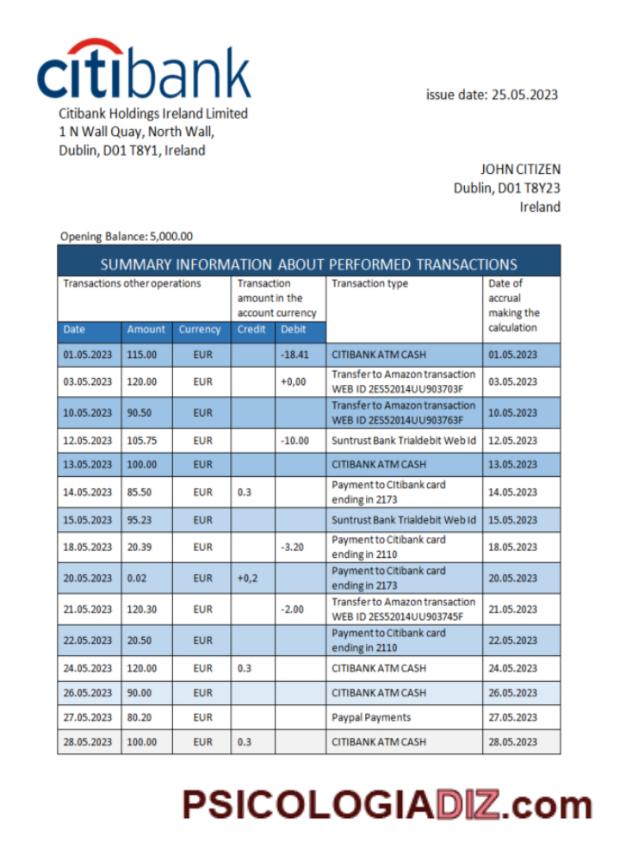 citibank
issue date: 25.05.2023
Citibank Holdings Ireland Limited
1 N Wall Quay, North Wall,
Dublin, D01 T8Y1, Ireland
JOHN CITIZEN
Dublin, D01 T8Y23
Ireland
Opening Balance: 5,000.00
SUMMARY INFORMATION ABOUT PERFORMED TRANSACTIONS
Transactions other operations
Transaction
amount in the
account currency
Transaction type
Date of
accrual
making the
calculation
Date Amount Currency Credit Debit
01.05.2023 115.00 EUR -18.41 CITIBANK ATM CASH 01.05.2023
03.05.2023 120.00 EUR +0,00 Transfer to Amazon transaction
WEB ID 2ES52014UU903703F 03.05.2023
10.05.2023 90.50 EUR Transfer to Amazon transaction
WEB ID 2ES52014UU903763F 10.05.2023
12.05.2023 105.75 EUR -10.00 Suntrust Bank Trialdebit Web Id 12.05.2023
13.05.2023 100.00 EUR CITIBANK ATM CASH 13.05.2023
14.05.2023 85.50 EUR 0.3 Payment to CItibank card
ending in 2173 14.05.2023
15.05.2023 95.23 EUR Suntrust Bank Trialdebit Web Id 15.05.2023
18.05.2023 20.39 EUR -3.20 Payment to Citibank card
ending in 2110 18.05.2023
20.05.2023 0.02 EUR +0,2 Payment to Citibank card
ending in 2173 20.05.2023
21.05.2023 120.30 EUR -2.00 Transfer to Amazon transaction
WEB ID 2ES52014UU903745F 21.05.2023
22.05.2023 20.50 EUR Payment to Citibank card
ending in 2110 22.05.2023
24.05.2023 120.00 EUR 0.3 CITIBANK ATM CASH 24.05.2023
26.05.2023 90.00 EUR CITIBANK ATM CASH 26.05.2023
27.05.2023 80.20 EUR Paypal Payments 27.05.2023
28.05.2023 100.00 EUR 0.3 CITIBANK ATM CASH 28.05.2023
PSICOLOGIADIZ.com